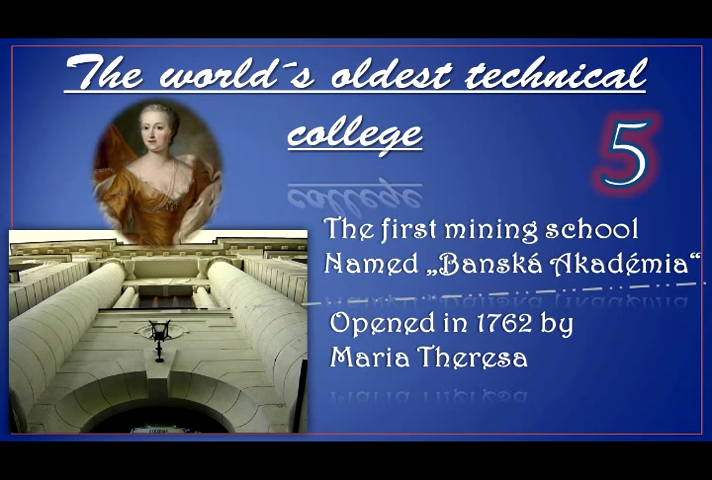 The world´s oldest technical
college
5
The first mining school
Named „Banská Akadémia“
Opened in 1762 by
Maria Theresa